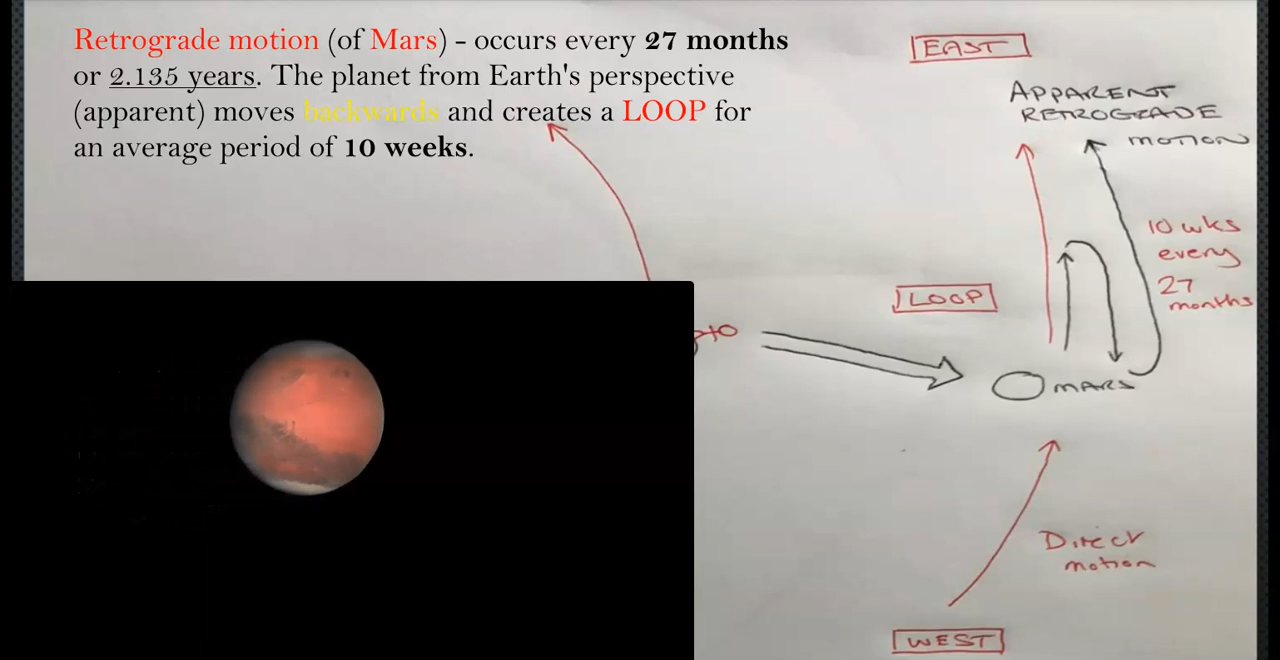 Retrograde motion (of Mars) - occurs every 27 months
or 2.135 years. The planet from Earth's perspective
(apparent) moves backwards and creates a LOOP for
an average period of 10 weeks.
EAST
APPARENT
RETROGRADE
MOTION
10 wks
every
27
months
LOOP
MARS
Direct
motion
WEST